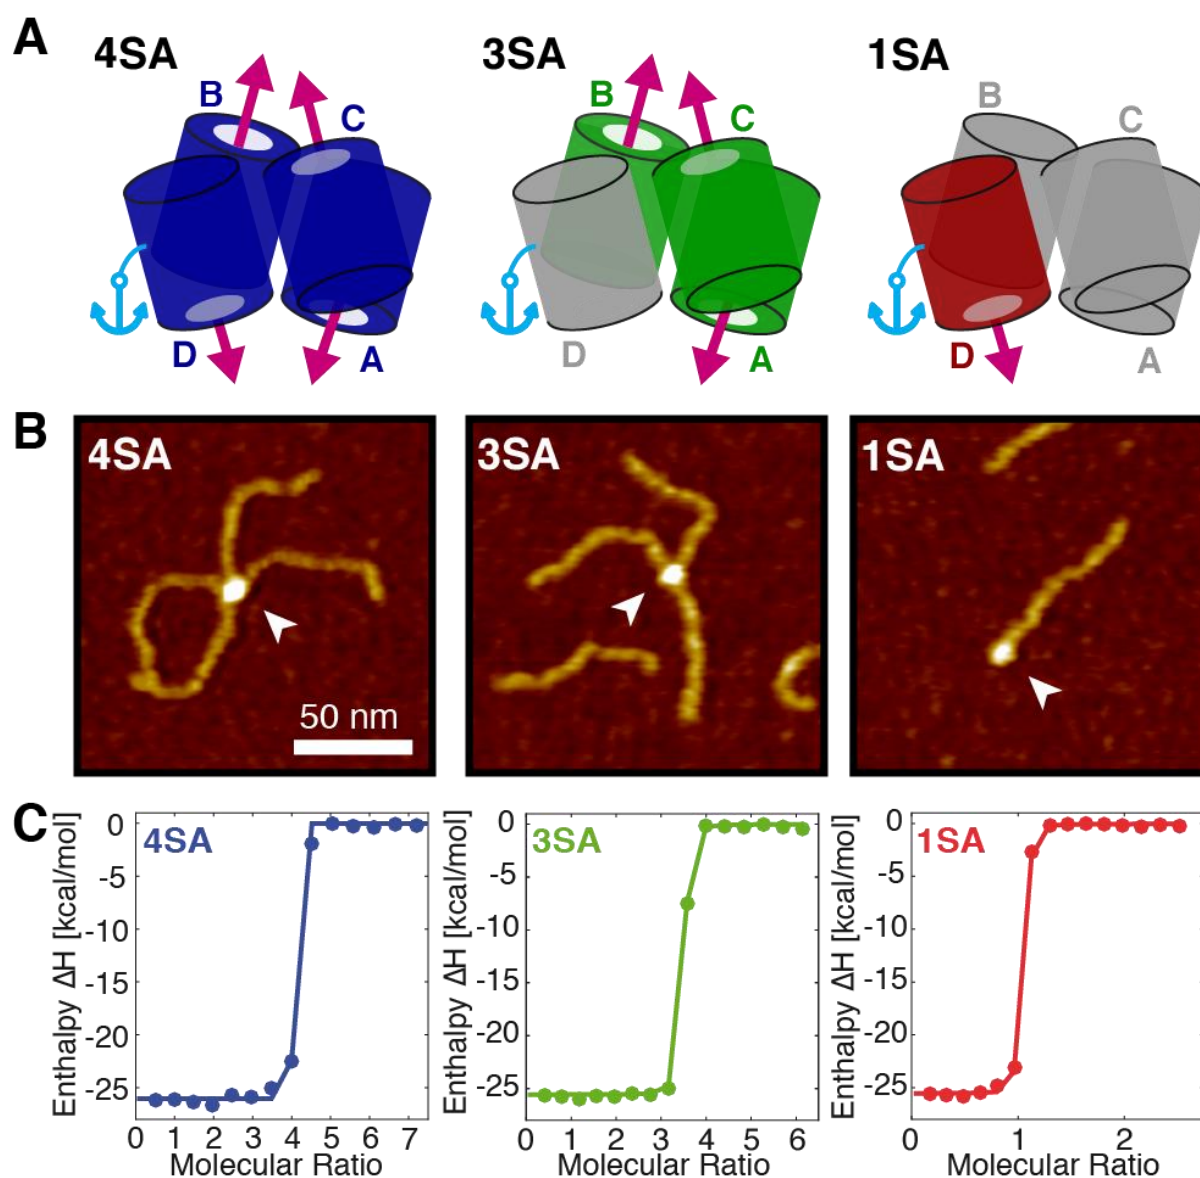 A
4SA
3SA
1SA
B
C
B
C
B
C
D
A
D
A
D
A
B
4SA
3SA
1SA
50 nm
C
4SA
3SA
1SA
Enthalpy ΔH [kcal/mol]
0
-5
-10
-15
-20
-25
0 1 2 3 4 5 6 7
Molecular Ratio
Enthalpy ΔH [kcal/mol]
0
-5
-10
-15
-20
-25
0 1 2 3 4 5 6
Molecular Ratio
Enthalpy ΔH [kcal/mol]
0
-5
-10
-15
-20
-25
0 1 2
Molecular Ratio